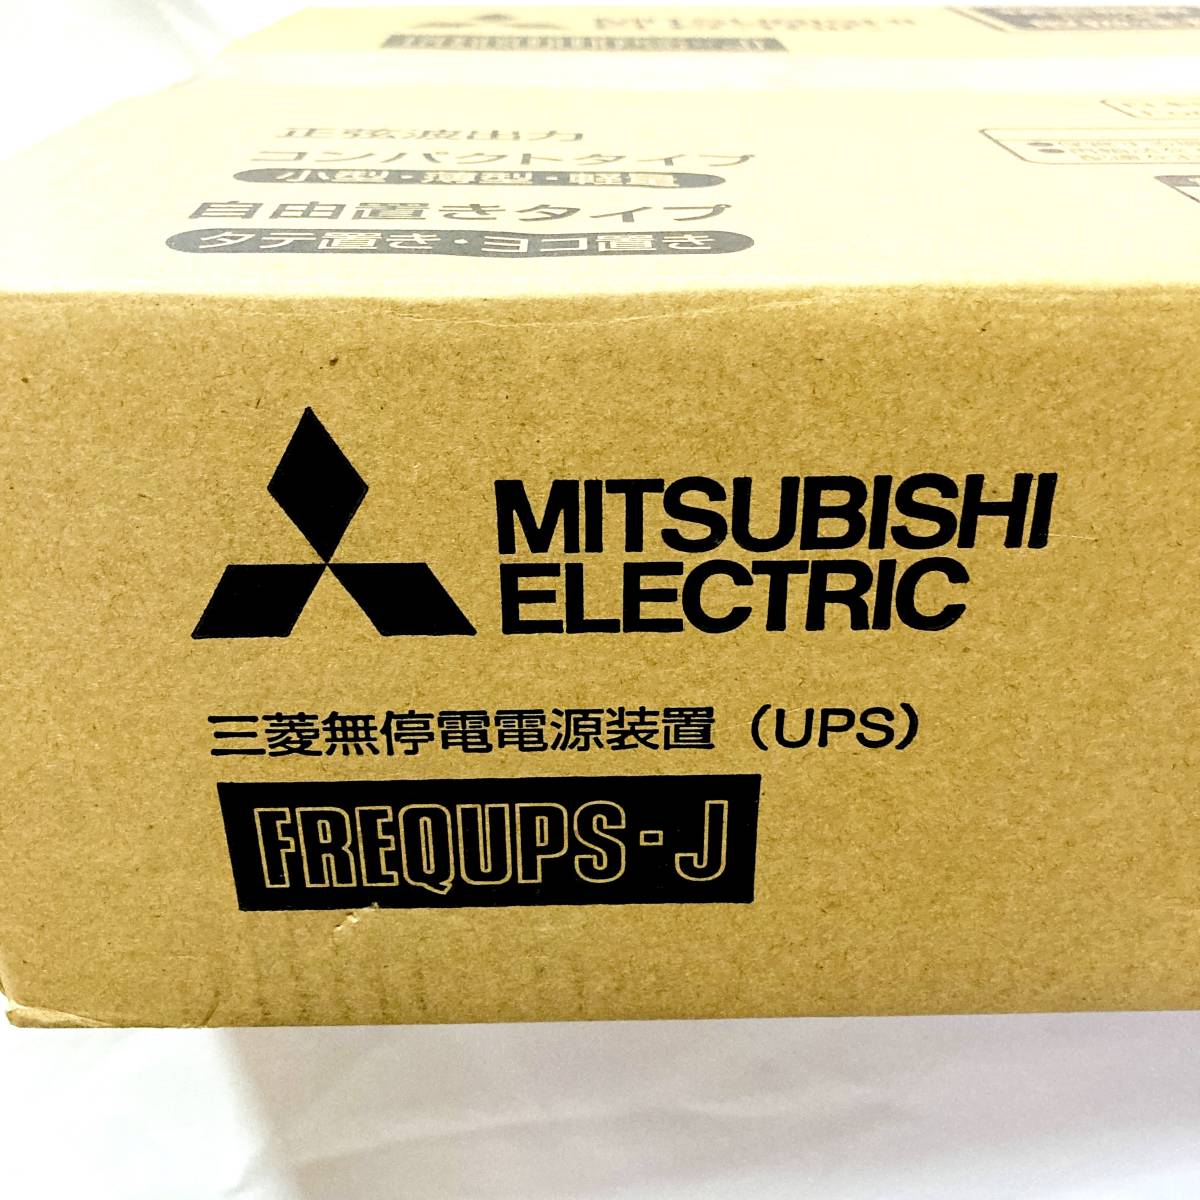 FREQUPS-J
正弦波出力
コンパクトタイプ
小型・薄型・軽量
自由置きタイプ
タテ置き・ヨコ置き
MITSUBISHI
ELECTRIC
三菱無停電電源装置（UPS）
FREQUPS-J